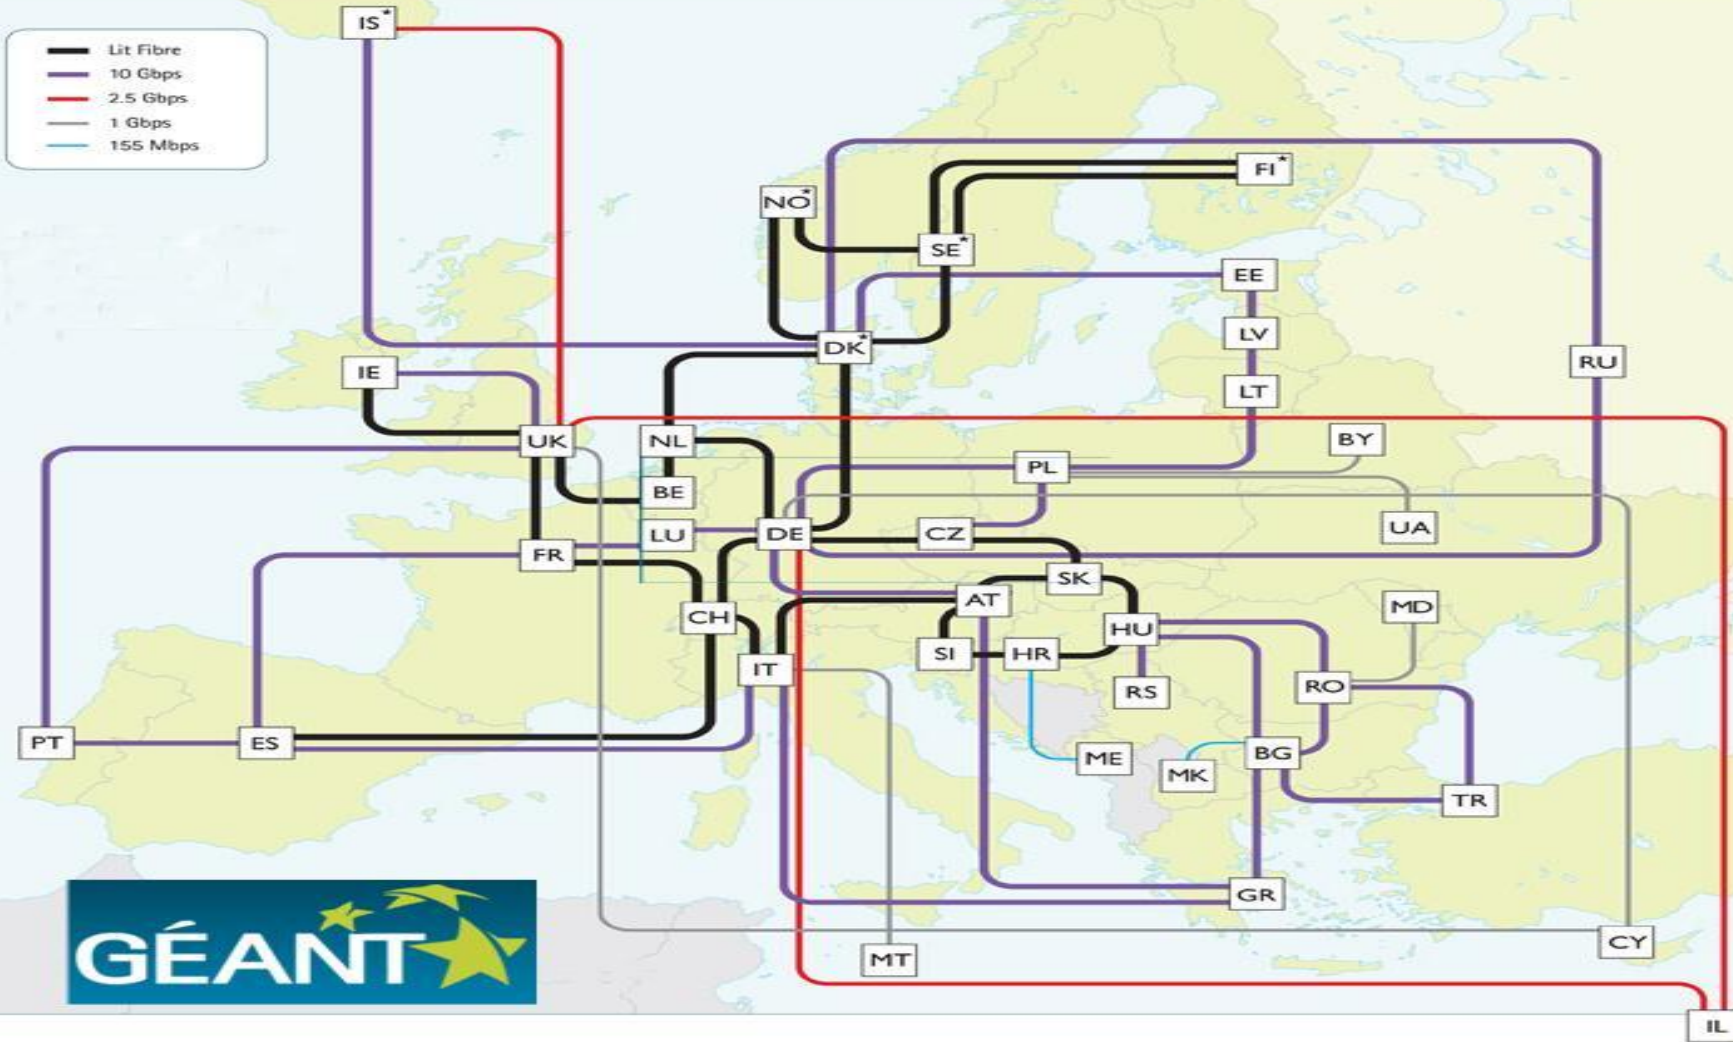 IS*
Lit Fibre
10 Gbps
2.5 Gbps
1 Gbps
155 Mbps
FI*
NO*
SE*
EE
LV
DK*
RU
IE
LT
UK
NL
BY
PL
BE
UA
LU
DE
CZ
FR
SK
AT
MD
CH
HU
SI
HR
IT
RS
RO
PT
ES
BG
ME
MK
TR
GR
GÉANT
CY
MT
IL